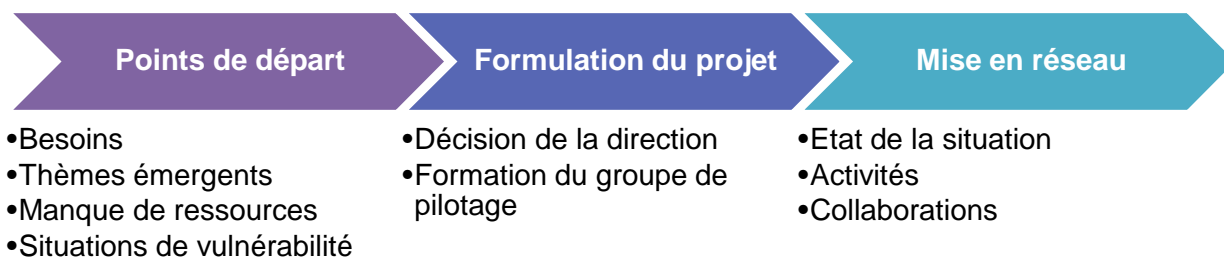 Points de départ
Formulation du projet
Mise en réseau
•Besoins
•Thèmes émergents
•Manque de ressources
•Situations de vulnérabilité
•Décision de la direction
•Formation du groupe de
pilotage
•Etat de la situation
•Activités
•Collaborations